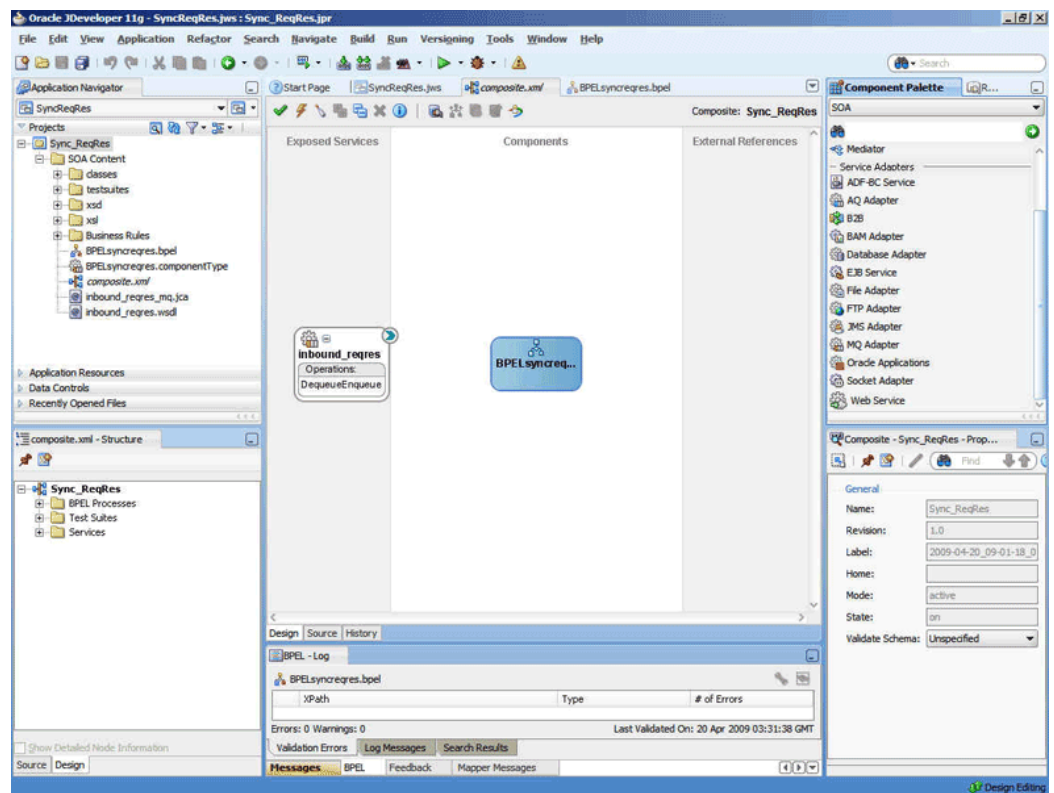 Oracle JDeveloper 11g - SyncReqRes.jws : Sync_ReqRes.jpr
File Edit View Application Refactor Search Navigate Build Run Versioning Tools Window Help
Search
Application Navigator
SyncReqRes
Projects
Sync_ReqRes
SOA Content
classes
testsuites
xsd
xsl
Business Rules
BPELsyncreqres.bpel
BPELsyncreqres.componentType
composite.xml
inbound_reqres_mq.jca
inbound_reqres.wsdl
Application Resources
Data Controls
Recently Opened Files
composite.xml - Structure
Sync_ReqRes
BPEL Processes
Test Suites
Services
Show Detailed Node Information
Source Design
Start Page SyncReqRes.jws composite.xml BPELsyncreqres.bpel
Composite: Sync_ReqRes
Exposed Services Components External References
inbound_reqres
Operations:
DequeueEnqueue
BPELsyncreq...
Design Source History
BPEL - Log
BPELsyncreqres.bpel
XPath Type # of Errors
Errors: 0 Warnings: 0 Last Validated On: 20 Apr 2009 03:31:38 GMT
Validation Errors Log Messages Search Results
Messages BPEL Feedback Mapper Messages
Component Palette R...
SOA
Mediator
Service Adapters
ADF-BC Service
AQ Adapter
B2B
BAM Adapter
Database Adapter
EJB Service
File Adapter
FTP Adapter
JMS Adapter
MQ Adapter
Oracle Applications
Socket Adapter
Web Service
Composite - Sync_ReqRes - Prop...
Find
General
Name: Sync_ReqRes
Revision: 1.0
Label: 2009-04-20_09-01-18_0
Home:
Mode: active
State: on
Validate Schema: Unspecified
Design Editing